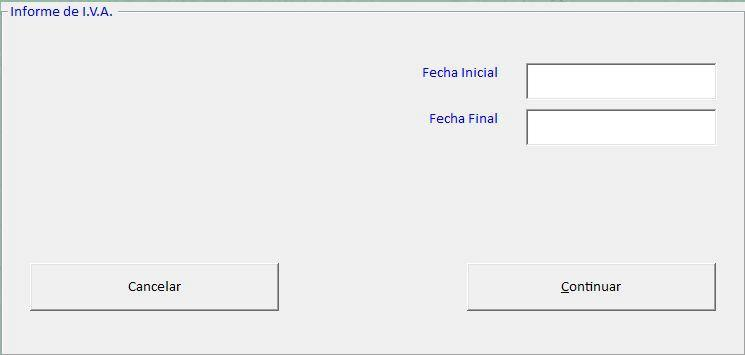 Informe de I.V.A.
Fecha Inicial
Fecha Final
Cancelar
Continuar